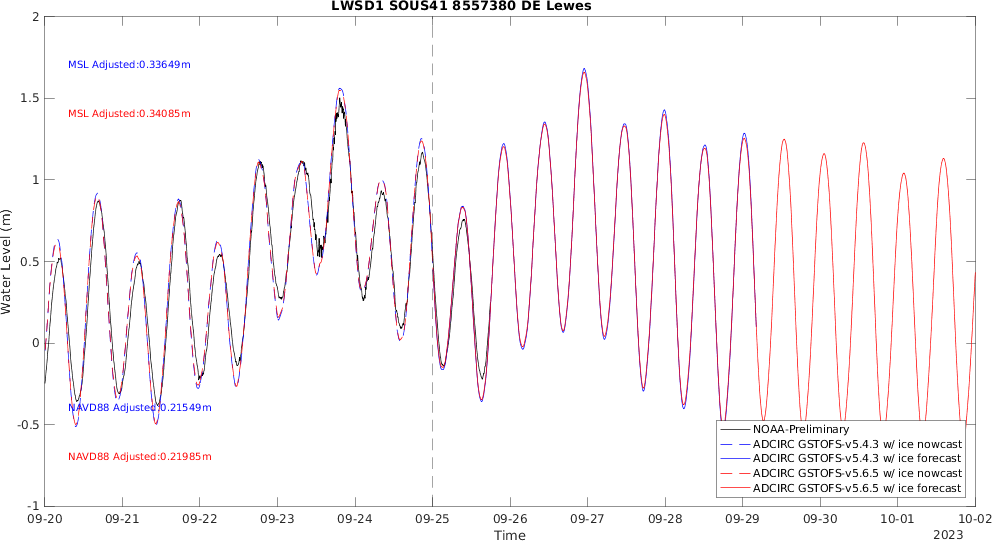 LWSD1 SOUS41 8557380 DE Lewes
2
1.5
1
0.5
0
-0.5
-1
Water Level (m)
MSL Adjusted:0.33649m
MSL Adjusted:0.34085m
NAVD88 Adjusted:0.21549m
NAVD88 Adjusted:0.21985m
NOAA-Preliminary
ADCIRC GSTOFS-v5.4.3 w/ ice nowcast
ADCIRC GSTOFS-v5.4.3 w/ ice forecast
ADCIRC GSTOFS-v5.6.5 w/ ice nowcast
ADCIRC GSTOFS-v5.6.5 w/ ice forecast
09-20 09-21 09-22 09-23 09-24 09-25 09-26 09-27 09-28 09-29 09-30 10-01 10-02
Time
2023